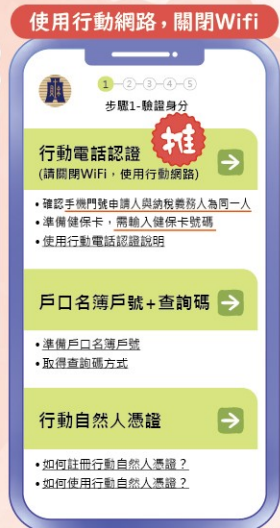 使用行動網路，關閉Wifi
1-2-3-4-5
步驟1-驗證身分
推
行動電話認證
(請關閉WiFi，使用行動網路)
•確認手機門號申請人與納稅義務人為同一人
•準備健保卡，需輸入健保卡號碼
•使用行動電話認證說明
戶口名簿戶號+查詢碼
•準備戶口名簿戶號
•取得查詢碼方式
行動自然人憑證
•如何註冊行動自然人憑證？
•如何使用行動自然人憑證？